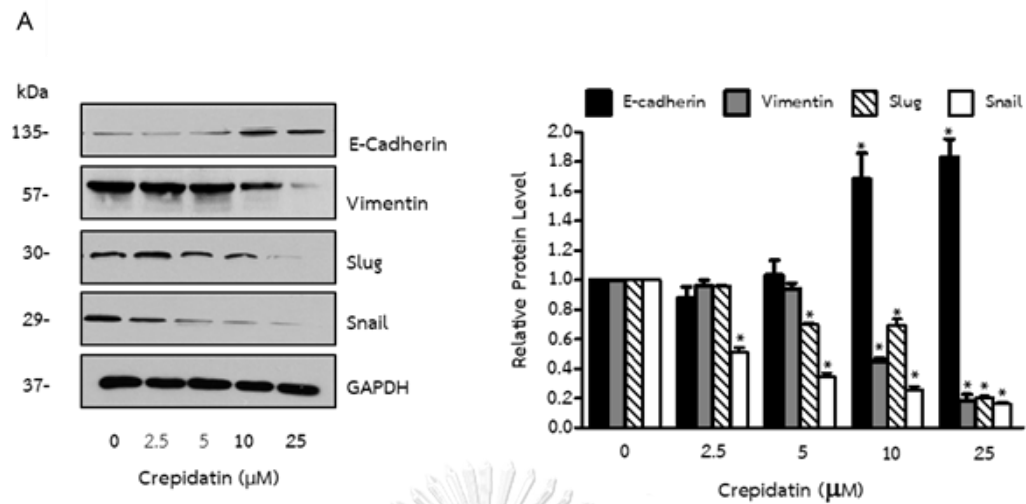 A
kDa
135-
E-Cadherin
57-
Vimentin
30-
Slug
29-
Snail
37-
GAPDH
0 2.5 5 10 25
Crepidatin (μM)
E-cadherin Vimentin Slug Snail
Relative Protein Level
2.0
1.8
1.6
1.4
1.2
1.0
0.8
0.6
0.4
0.2
0.0
* * * * * * * * * * *
0 2.5 5 10 25
Crepidatin (μM)